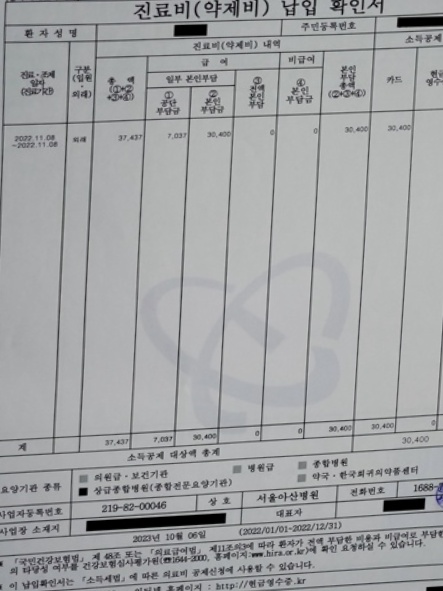 진료비(약제비) 납입 확인서
환 자 성 명 주민등록번호
진료비(약제비) 내역 소득공제
진료·조제 일자 (진료기간) 구분 (입원·외래) 총 액 (①+②+③+④) 급 여 비급여 본인 부담 총액 (②+③+④) 카드 현금
일부 본인부담 ③ 전액 본인 부담 ④ 본인 부담금
① 공단 부담금 ② 본인 부담금
2022.11.08 ~2022.11.08 외래 37,437 7,037 30,400 0 0 30,400 30,400
계 37,437 7,037 30,400 0 0 30,400 30,400 0
소득공제 대상액 총계 30,400
요양기관 종류 의원급·보건기관 병원급 종합병원
상급종합병원(종합전문요양기관) 약국·한국희귀의약품센터
사업자등록번호 219-82-00046 상 호 서울아산병원 전화번호 1688-
사업장 소재지 대표자
2023년 10월 06일 (2022/01/01~2022/12/31)
* 「국민건강보험법」 제 48조 또는 「의료급여법」 제11조의3에 따라 환자가 전액 부담한 비용과 비급여로 부담한
의 타당성 여부를 건강보험심사평가원(☎1644-2000, 홈페이지:www.hira.or.kr)에 확인 요청하실 수 있습니다.
* 이 납입확인서는 「소득세법」에 따른 의료비 공제신청에 사용할 수 있습니다.
홈페이지 : http://현금영수증.kr